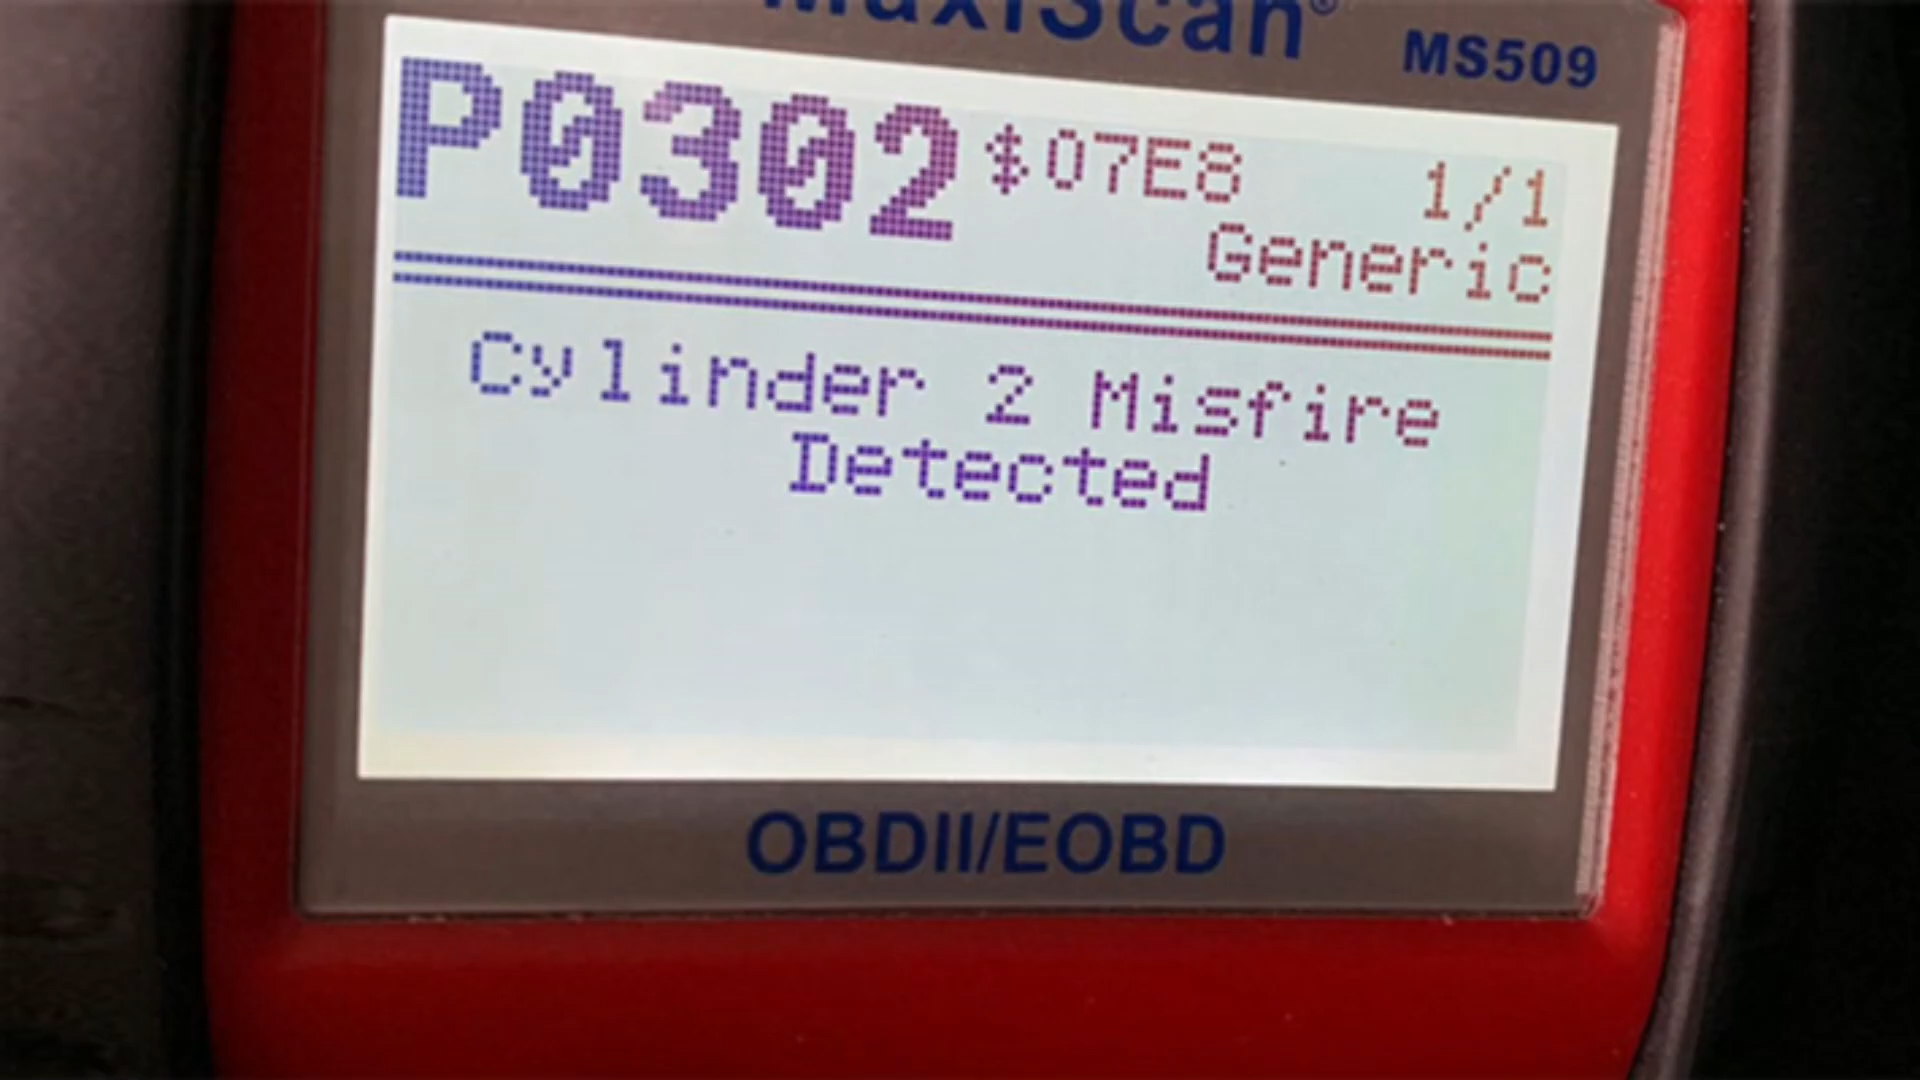 MaxiScan®
MS509
P0302 $07E8 1/1
Generic
Cylinder 2 Misfire
Detected
OBDII/EOBD